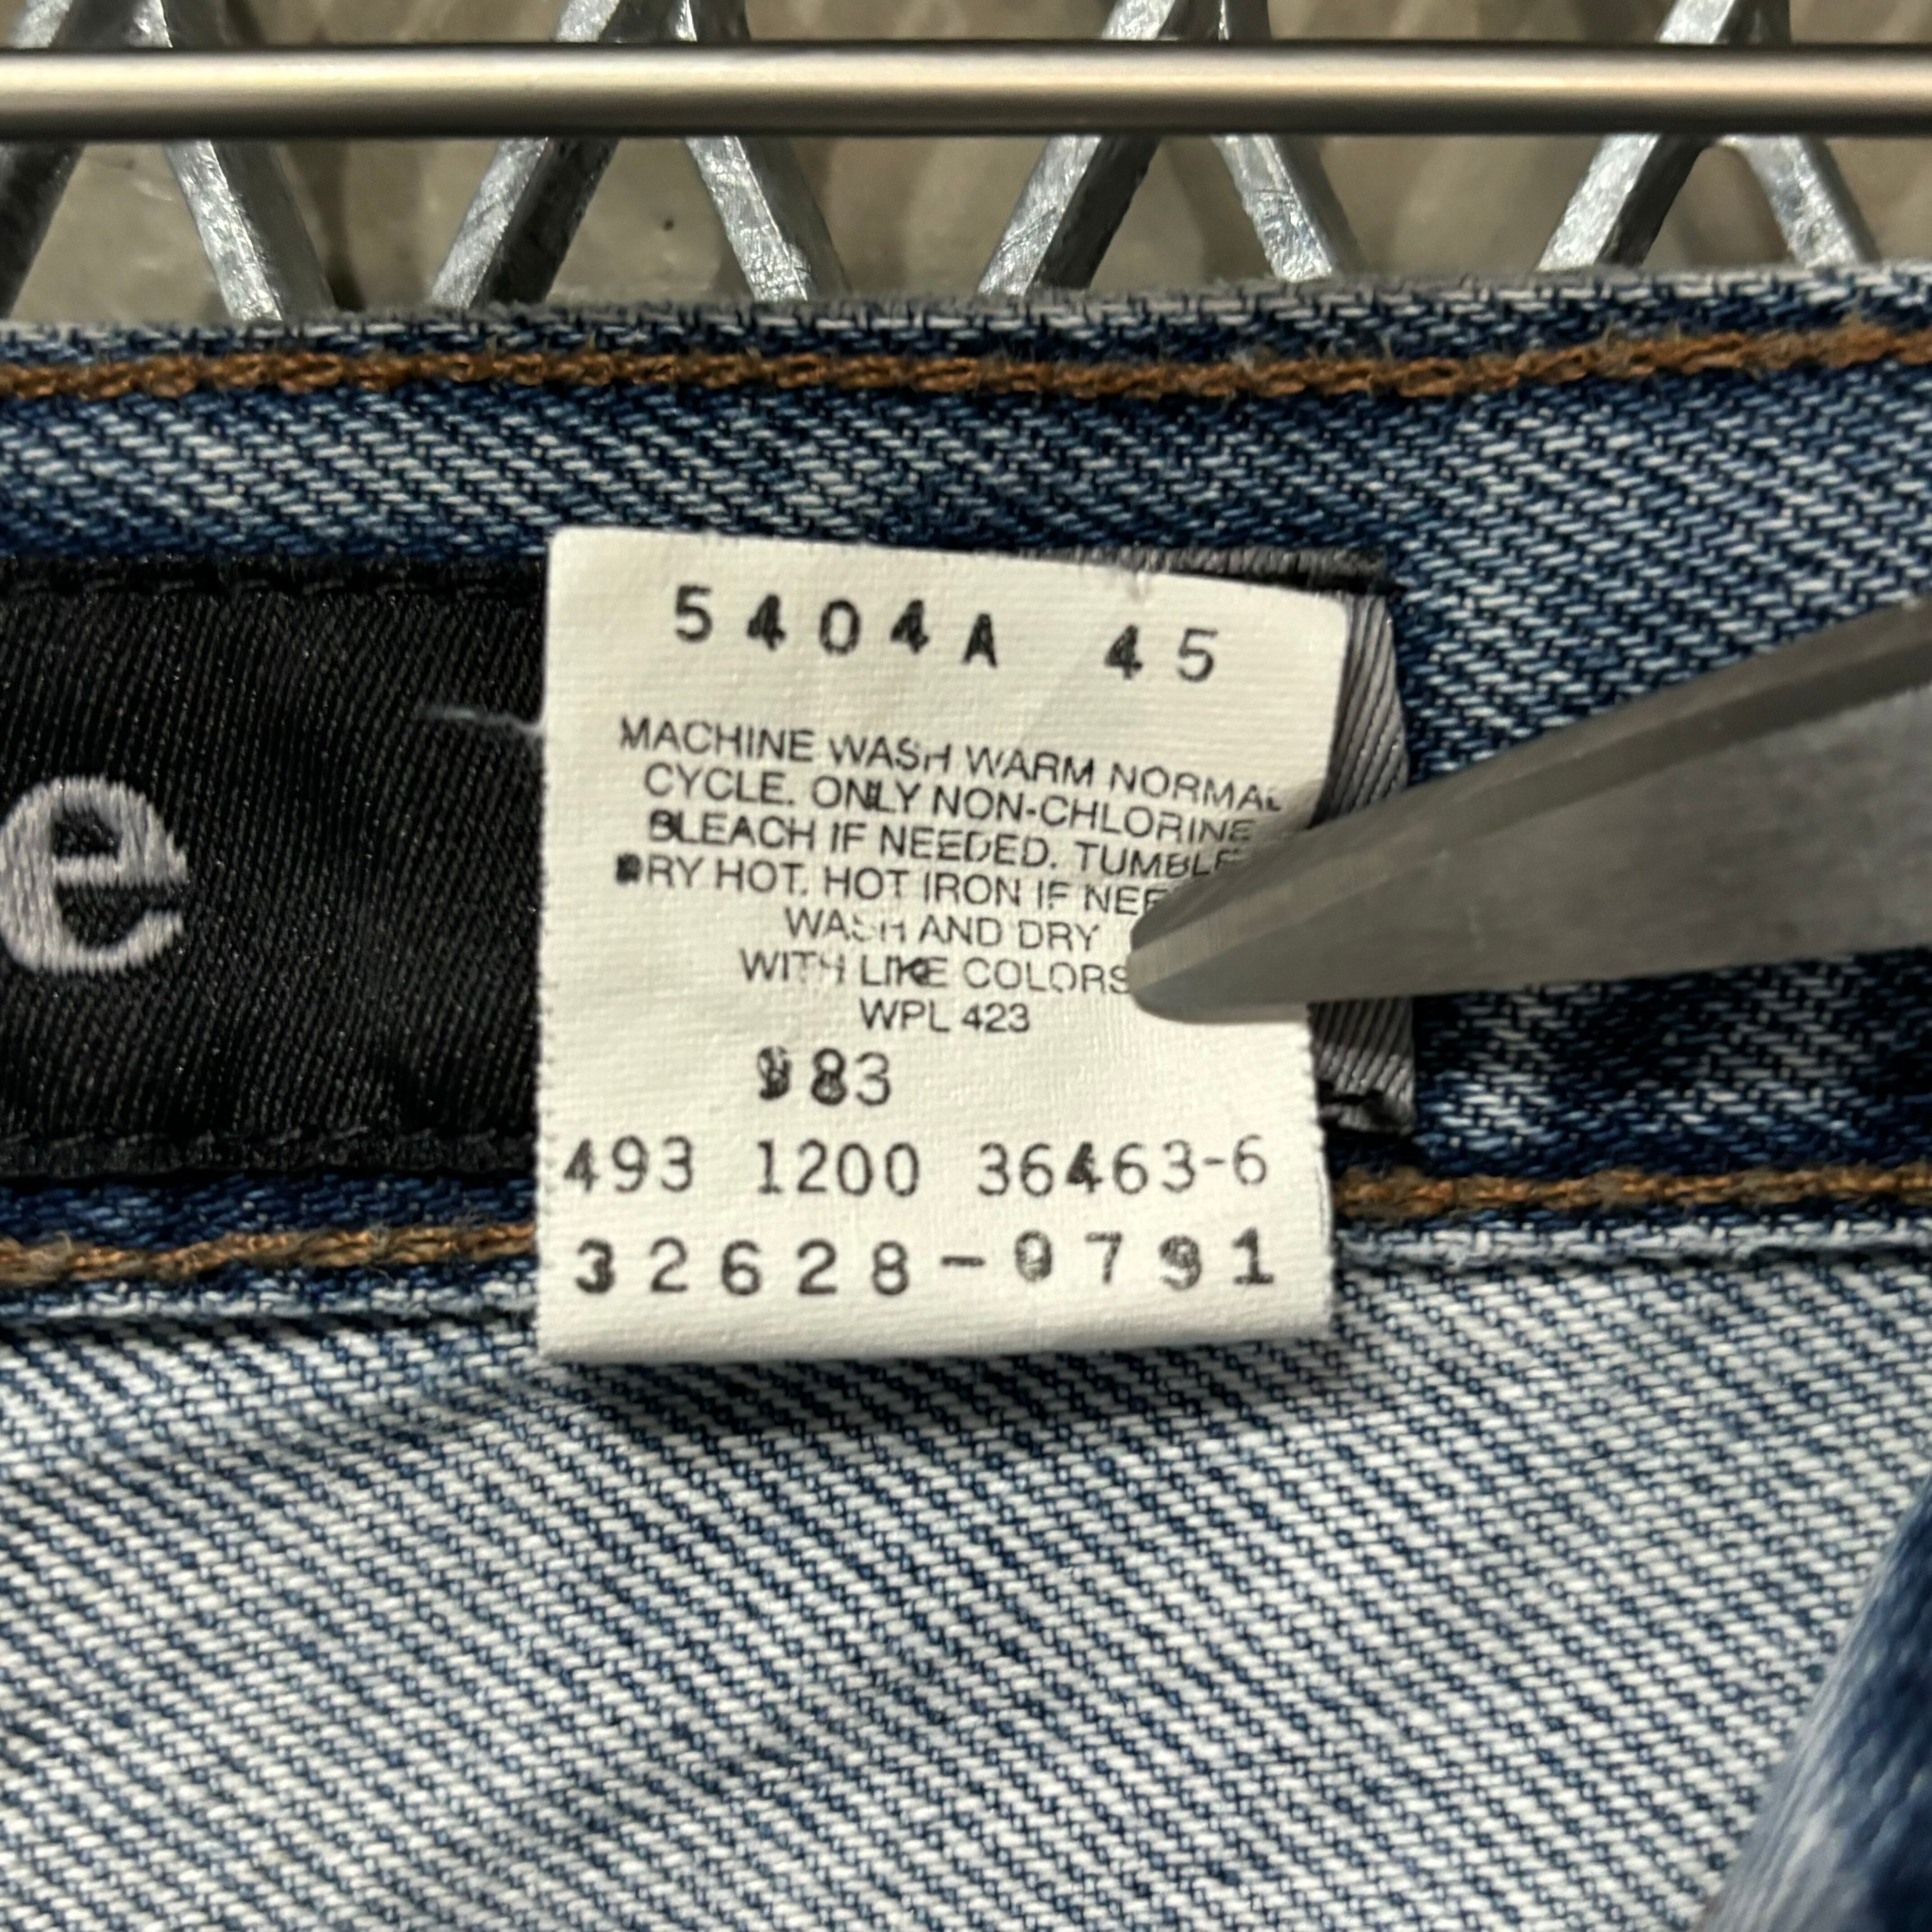 e
5404A 45
MACHINE WASH WARM NORMAL
CYCLE. ONLY NON-CHLORINE
BLEACH IF NEEDED. TUMBLE
DRY HOT. HOT IRON IF
WASH AND DRY
WITH LIKE COLORS
WPL 423
983
493 1200 36463-6
32628-0791